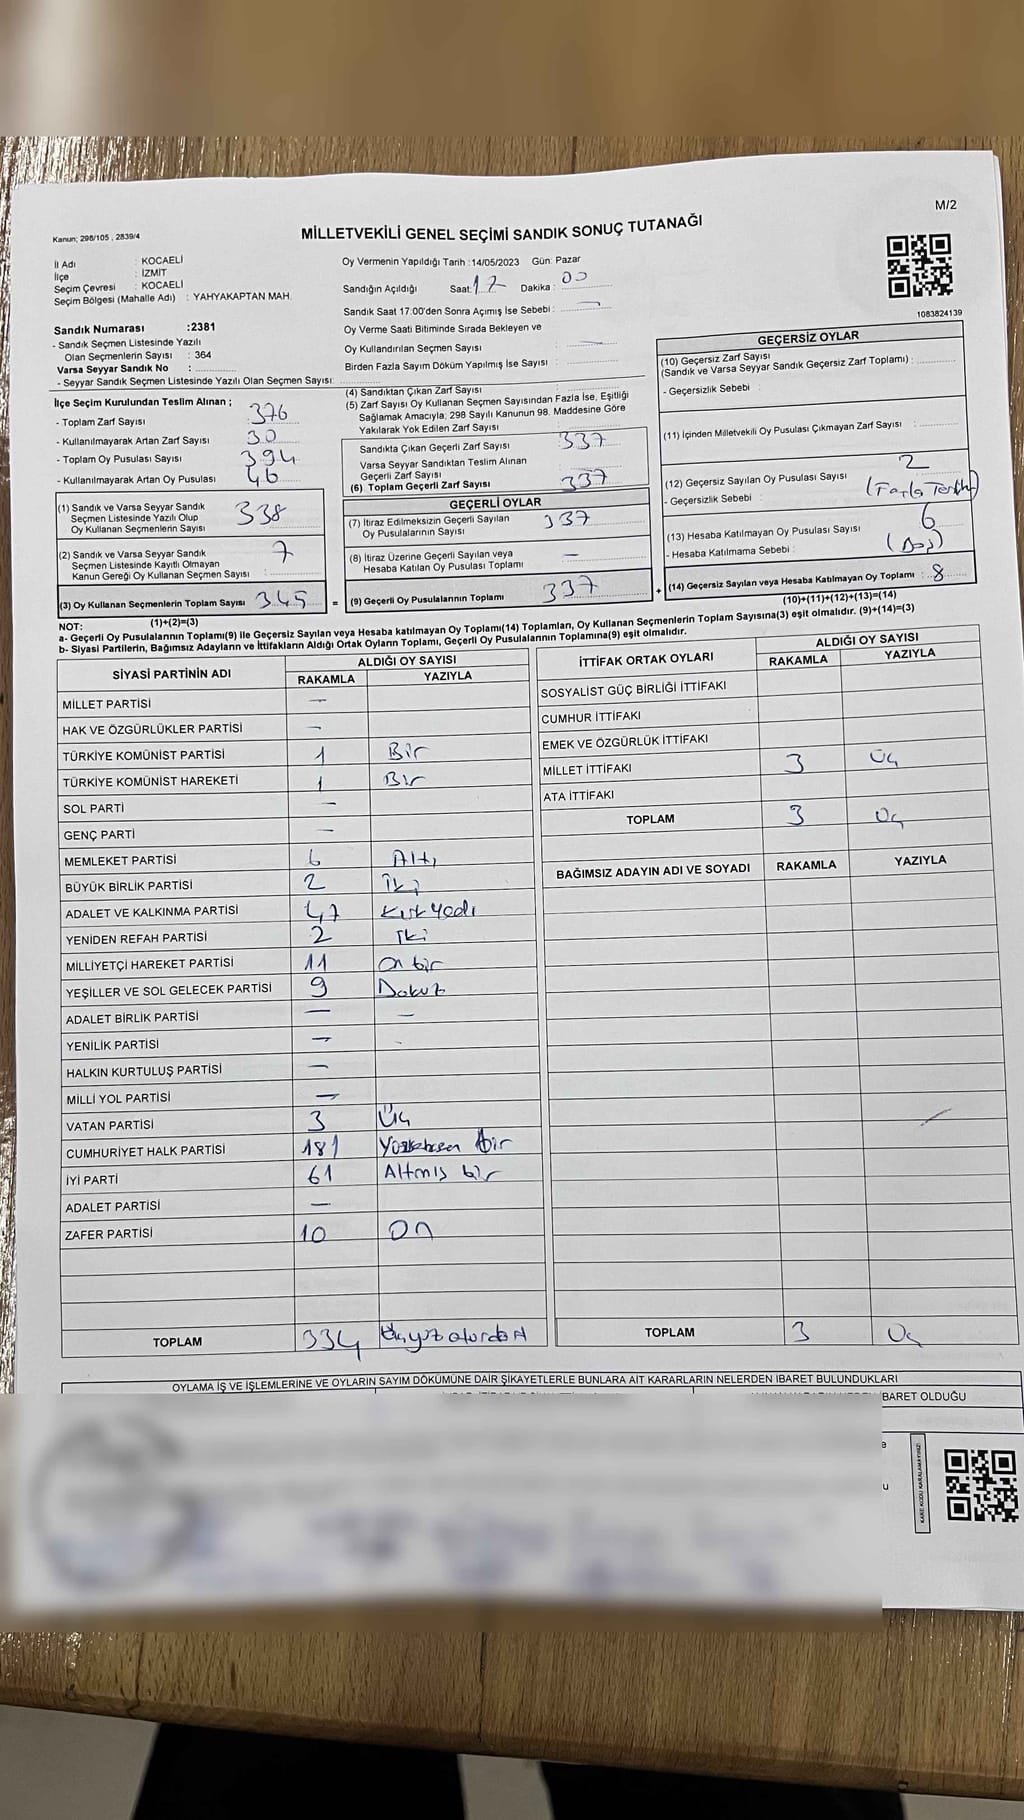 M/2
Kanun; 298/105 , 2839/4
MİLLETVEKİLİ GENEL SEÇİMİ SANDIK SONUÇ TUTANAĞI
İl Adı : KOCAELİ
İlçe : İZMİT
Seçim Çevresi : KOCAELİ
Seçim Bölgesi (Mahalle Adı) : YAHYAKAPTAN MAH.
Oy Vermenin Yapıldığı Tarih :14/05/2023 Gün: Pazar
Sandığın Açıldığı Saat: 17 Dakika : 00
Sandık Saat 17.00'den Sonra Açımış İse Sebebi : —
Oy Verme Saati Bitiminde Sırada Bekleyen ve
Oy Kullandırılan Seçmen Sayısı —
Birden Fazla Sayım Döküm Yapılmış İse Sayısı :
1083824139
Sandık Numarası :2381
- Sandık Seçmen Listesinde Yazılı
Olan Seçmenlerin Sayısı : 364
Varsa Seyyar Sandık No :
- Seyyar Sandık Seçmen Listesinde Yazılı Olan Seçmen Sayısı:
İlçe Seçim Kurulundan Teslim Alınan ;
- Toplam Zarf Sayısı 376
- Kullanılmayarak Artan Zarf Sayısı 30
- Toplam Oy Pusulası Sayısı 394
- Kullanılmayarak Artan Oy Pusulası 46
(1) Sandık ve Varsa Seyyar Sandık
Seçmen Listesinde Yazılı Olup
Oy Kullanan Seçmenlerin Sayısı 338
(2) Sandık ve Varsa Seyyar Sandık
Seçmen Listesinde Kayıtlı Olmayan
Kanun Gereği Oy Kullanan Seçmen Sayısı : 7
(3) Oy Kullanan Seçmenlerin Toplam Sayısı 345
(1)+(2)=(3)
(4) Sandıktan Çıkan Zarf Sayısı
(5) Zarf Sayısı Oy Kullanan Seçmen Sayısından Fazla İse, Eşitliği
Sağlamak Amacıyla; 298 Sayılı Kanunun 98. Maddesine Göre
Yakılarak Yok Edilen Zarf Sayısı
Sandıkta Çıkan Geçerli Zarf Sayısı 337
Varsa Seyyar Sandıktan Teslim Alınan
Geçerli Zarf Sayısı
(6) Toplam Geçerli Zarf Sayısı 337
GEÇERLİ OYLAR
(7) İtiraz Edilmeksizin Geçerli Sayılan
Oy Pusulalarının Sayısı : 337
(8) İtiraz Üzerine Geçerli Sayılan veya
Hesaba Katılan Oy Pusulası Toplamı —
= (9) Geçerli Oy Pusulalarının Toplamı 337 +
GEÇERSİZ OYLAR
(10) Geçersiz Zarf Sayısı
(Sandık ve Varsa Seyyar Sandık Geçersiz Zarf Toplamı) :
- Geçersizlik Sebebi :
(11) İçinden Milletvekili Oy Pusulası Çıkmayan Zarf Sayısı :
(12) Geçersiz Sayılan Oy Pusulası Sayısı 2
- Geçersizlik Sebebi : (Fazla Tercih)
(13) Hesaba Katılmayan Oy Pusulası Sayısı 6
- Hesaba Katılmama Sebebi : (Boş)
(14) Geçersiz Sayılan veya Hesaba Katılmayan Oy Toplamı : 8
(10)+(11)+(12)+(13)=(14)
NOT:
a- Geçerli Oy Pusulalarının Toplamı(9) ile Geçersiz Sayılan veya Hesaba katılmayan Oy Toplamı(14) Toplamları, Oy Kullanan Seçmenlerin Toplam Sayısına(3) eşit olmalıdır. (9)+(14)=(3)
b- Siyasi Partilerin, Bağımsız Adayların ve İttifakların Aldığı Ortak Oyların Toplamı, Geçerli Oy Pusulalarının Toplamına(9) eşit olmalıdır.
SİYASİ PARTİNİN ADI ALDIĞI OY SAYISI
RAKAMLA YAZIYLA
MİLLET PARTİSİ —
HAK VE ÖZGÜRLÜKLER PARTİSİ —
TÜRKİYE KOMÜNİST PARTİSİ 1 Bir
TÜRKİYE KOMÜNİST HAREKETİ 1 Bir
SOL PARTİ —
GENÇ PARTİ —
MEMLEKET PARTİSİ 6 Altı
BÜYÜK BİRLİK PARTİSİ 2 İki
ADALET VE KALKINMA PARTİSİ 47 Kırk Yedi
YENİDEN REFAH PARTİSİ 2 İki
MİLLİYETÇİ HAREKET PARTİSİ 11 On bir
YEŞİLLER VE SOL GELECEK PARTİSİ 9 Dokuz
ADALET BİRLİK PARTİSİ — —
YENİLİK PARTİSİ — -
HALKIN KURTULUŞ PARTİSİ —
MİLLİ YOL PARTİSİ —
VATAN PARTİSİ 3 Üç
CUMHURİYET HALK PARTİSİ 181 Yüzseksen bir
İYİ PARTİ 61 Altmış bir
ADALET PARTİSİ —
ZAFER PARTİSİ 10 On
TOPLAM 334 Üçyüz otuzdört
İTTİFAK ORTAK OYLARI ALDIĞI OY SAYISI
RAKAMLA YAZIYLA
SOSYALİST GÜÇ BİRLİĞİ İTTİFAKI
CUMHUR İTTİFAKI
EMEK VE ÖZGÜRLÜK İTTİFAKI
MİLLET İTTİFAKI 3 Üç
ATA İTTİFAKI
TOPLAM 3 Üç
BAĞIMSIZ ADAYIN ADI VE SOYADI RAKAMLA YAZIYLA
TOPLAM 3 Üç
OYLAMA İŞ VE İŞLEMLERİNE VE OYLARIN SAYIM DÖKÜMÜNE DAİR ŞİKAYETLERLE BUNLARA AİT KARARLARIN NELERDEN İBARET BULUNDUKLARI
İBARET OLDUĞU
KARE KODU KARALAMAYINIZ!